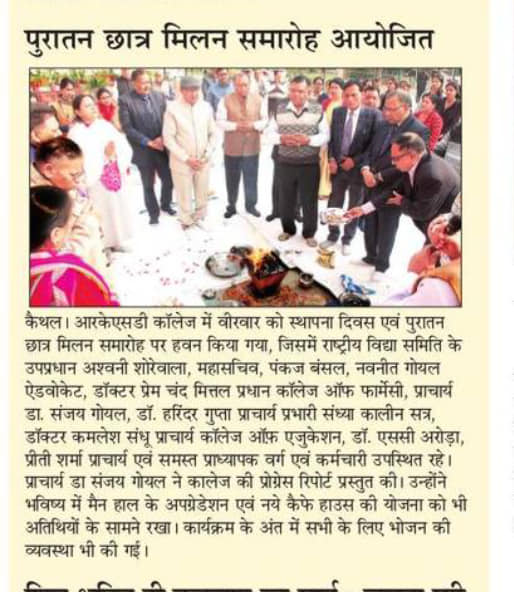 पुरातन छात्र मिलन समारोह आयोजित
कैथल। आरकेएसडी कॉलेज में वीरवार को स्थापना दिवस एवं पुरातन
छात्र मिलन समारोह पर हवन किया गया, जिसमें राष्ट्रीय विद्या समिति के
उपप्रधान अश्वनी शोरेवाला, महासचिव, पंकज बंसल, नवनीत गोयल
ऐडवोकेट, डॉक्टर प्रेम चंद मित्तल प्रधान कॉलेज ऑफ फार्मेसी, प्राचार्य
डा. संजय गोयल, डॉ. हरिंदर गुप्ता प्राचार्य प्रभारी संध्या कालीन सत्र,
डॉक्टर कमलेश संधू प्राचार्य कॉलेज ऑफ़ एजुकेशन, डॉ. एससी अरोड़ा,
प्रीती शर्मा प्राचार्य एवं समस्त प्राध्यापक वर्ग एवं कर्मचारी उपस्थित रहे।
प्राचार्य डा संजय गोयल ने कालेज की प्रोग्रेस रिपोर्ट प्रस्तुत की। उन्होंने
भविष्य में मैन हाल के अपग्रेडेशन एवं नये कैफे हाउस की योजना को भी
अतिथियों के सामने रखा। कार्यक्रम के अंत में सभी के लिए भोजन की
व्यवस्था भी की गई।